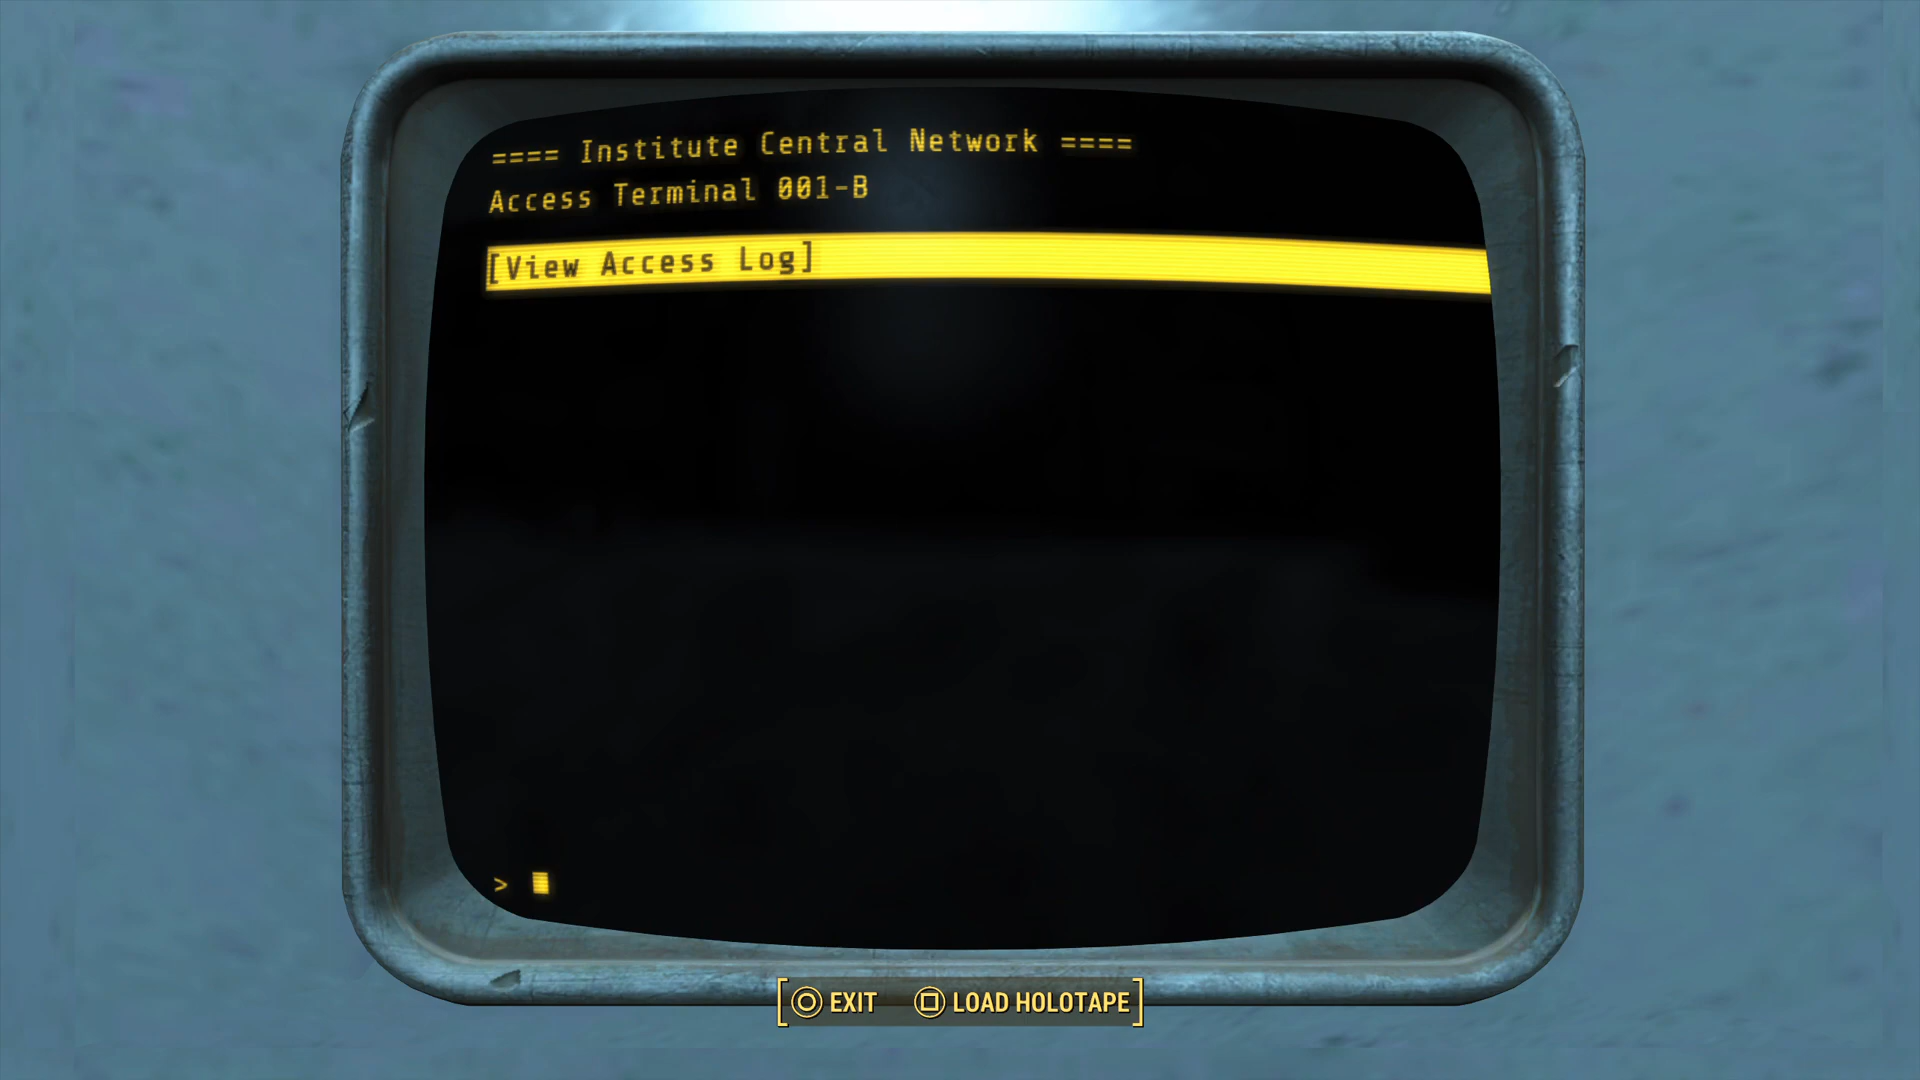 ==== Institute Central Network ====
Access Terminal 001-B
[View Access Log]
>
EXIT LOAD HOLOTAPE